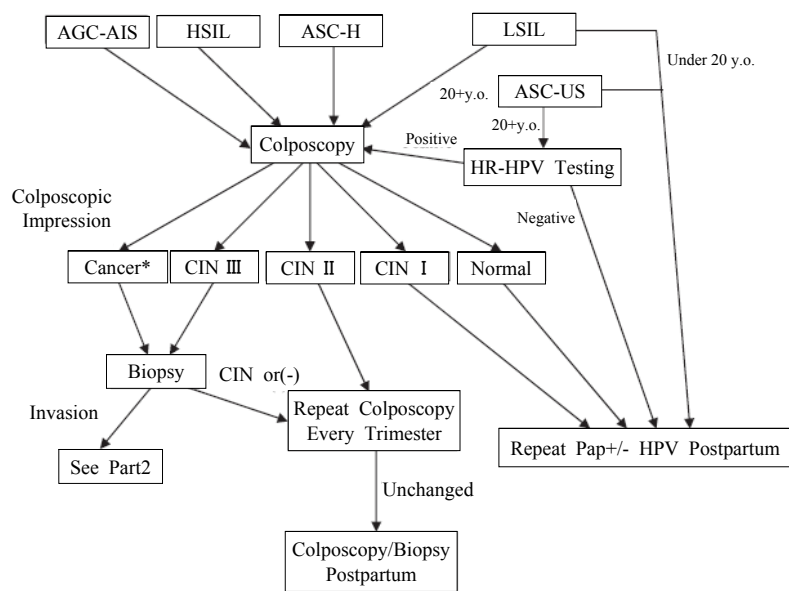 AGC-AIS
HSIL
ASC-H
LSIL
Under 20 y.o.
20+y.o.
ASC-US
20+y.o.
Colposcopy
Positive
HR-HPV Testing
Colposcopic
Impression
Negative
Cancer*
CIN Ⅲ
CIN Ⅱ
CIN Ⅰ
Normal
Biopsy
CIN or(-)
Invasion
Repeat Colposcopy
Every Trimester
Repeat Pap+/- HPV Postpartum
See Part2
Unchanged
Colposcopy/Biopsy
Postpartum